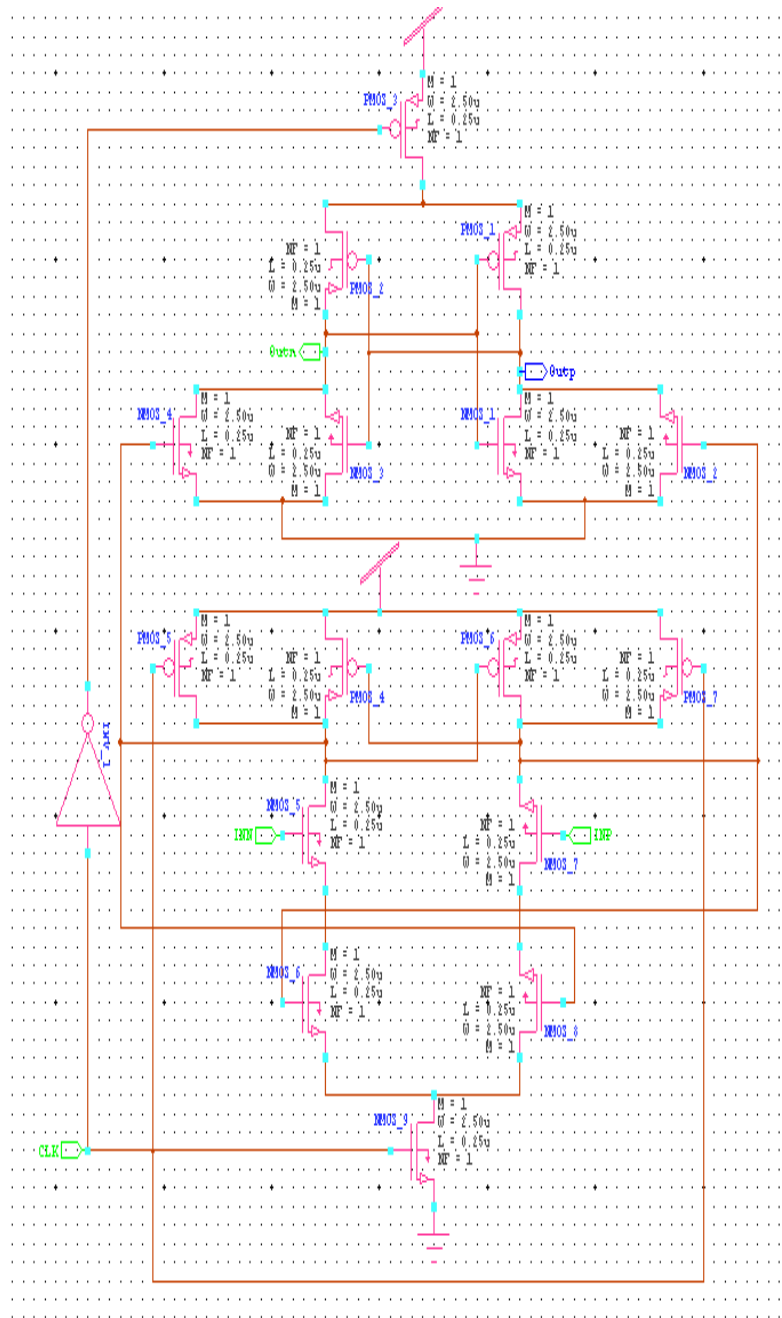 M = 1
PMOS_3
W = 2.50u
L = 0.25u
NF = 1
M = 1
PMOS_1
W = 2.50u
L = 0.25u
NF = 1
NF = 1
L = 0.25u
W = 2.50u
PMOS_2
M = 1
Outn
Outp
M = 1
NMOS_4
W = 2.50u
L = 0.25u
NF = 1
NF = 1
L = 0.25u
W = 2.50u
NMOS_3
M = 1
M = 1
NMOS_1
W = 2.50u
L = 0.25u
NF = 1
NF = 1
L = 0.25u
W = 2.50u
NMOS_2
M = 1
M = 1
PMOS_5
W = 2.50u
L = 0.25u
NF = 1
NF = 1
L = 0.25u
W = 2.50u
PMOS_4
M = 1
M = 1
PMOS_6
W = 2.50u
L = 0.25u
NF = 1
NF = 1
L = 0.25u
W = 2.50u
PMOS_7
M = 1
M = 1
NMOS_5
W = 2.50u
L = 0.25u
NF = 1
INN
NF = 1
L = 0.25u
W = 2.50u
NMOS_7
M = 1
INP
M = 1
NMOS_6
W = 2.50u
L = 0.25u
NF = 1
NF = 1
L = 0.25u
W = 2.50u
NMOS_8
M = 1
M = 1
NMOS_9
W = 2.50u
L = 0.25u
NF = 1
CLK